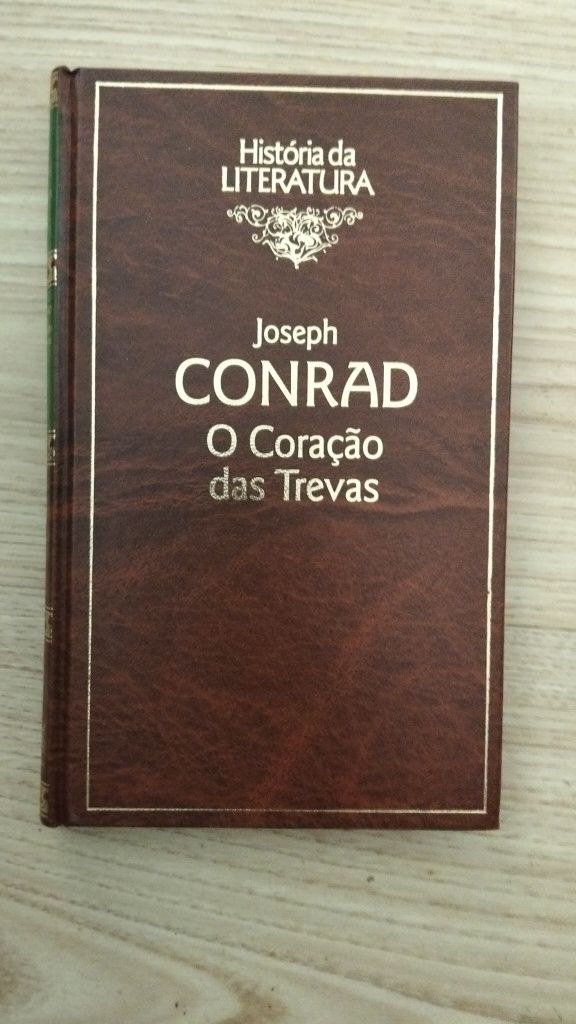 História da
LITERATURA
Joseph
CONRAD
O Coração
das Trevas